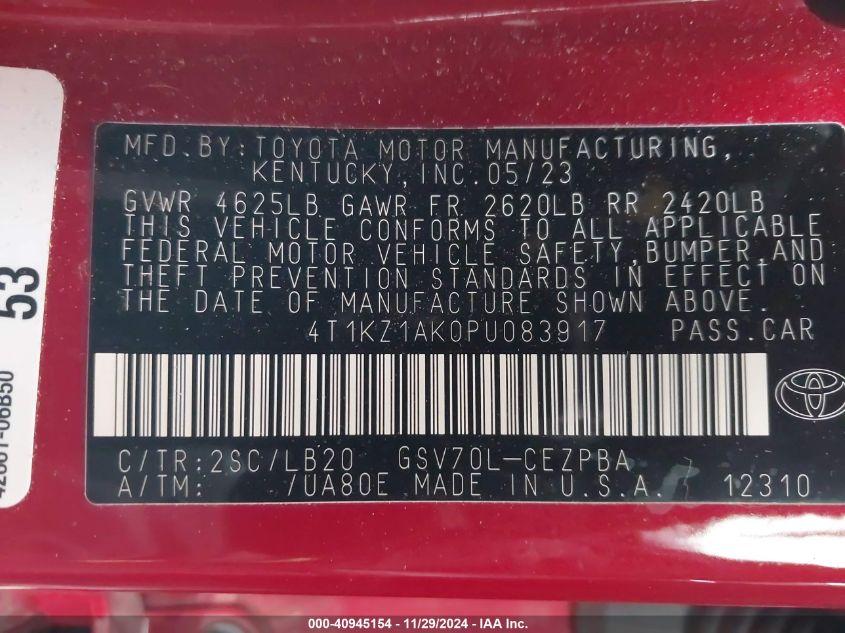 MFD.BY:TOYOTA MOTOR MANUFACTURING,
KENTUCKY,INC.05/23
GVWR 4625LB GAWR FR 2620LB RR 2420LB
THIS VEHICLE CONFORMS TO ALL APPLICABLE
FEDERAL MOTOR VEHICLE SAFETY,BUMPER,AND
THEFT PREVENTION STANDARDS IN EFFECT ON
THE DATE OF MANUFACTURE SHOWN ABOVE.
4T1KZ1AK0PU083917 PASS.CAR
C/TR:2SC/LB20 GSV70L-CEZPBA
A/TM: /UA80E MADE IN U.S.A. 12310
53
000-40945154 - 11/29/2024 - IAA Inc.